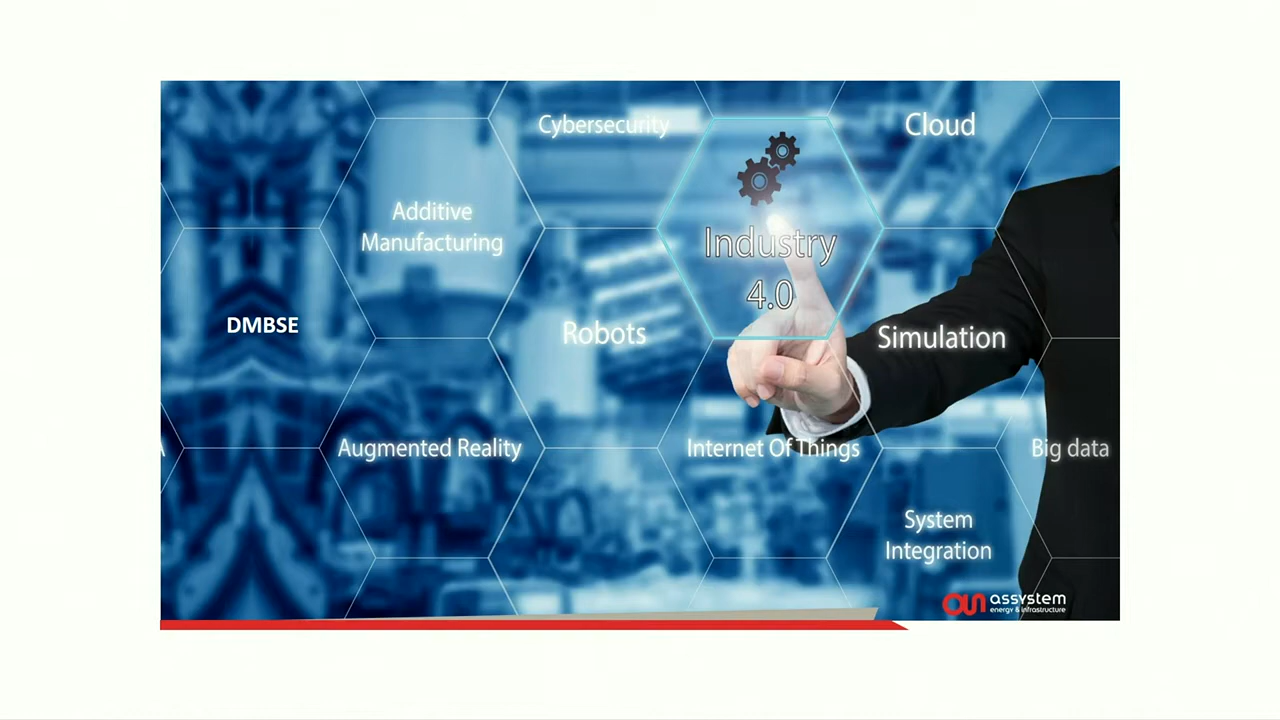 Cybersecurity
Cloud
Additive
Manufacturing
Industry
4.0
DMBSE
Robots
Simulation
Augmented Reality
Internet Of Things
Big data
System
Integration
assystem
energy & infrastructure